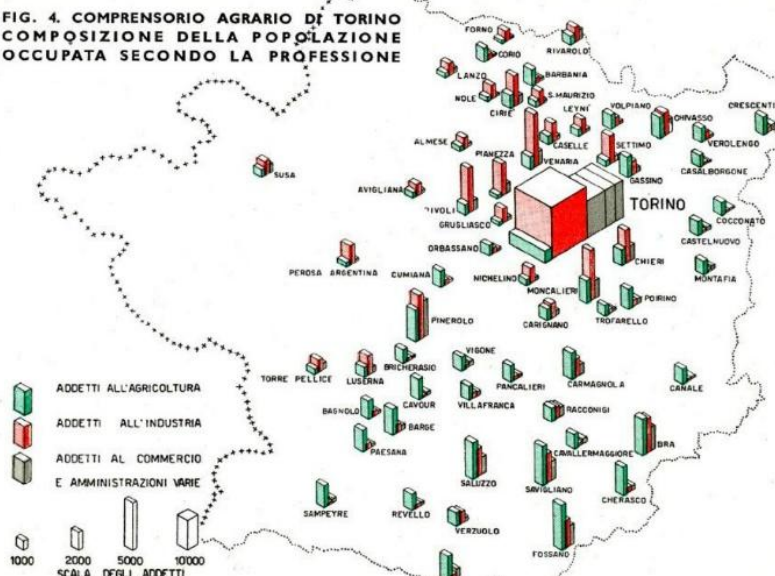 FIG. 4. COMPRENSORIO AGRARIO DI TORINO
COMPOSIZIONE DELLA POPOLAZIONE
OCCUPATA SECONDO LA PROFESSIONE
FORNO
RIVAROLO
CORIO
LANZO
BARBANIA
NOLE
CIRIÈ
S.MAURIZIO
LEYNÌ
VOLPIANO
CHIVASSO
CRESCENTI
VEROLENGO
ALMESE
PIANEZZA
CASELLE
SETTIMO
VENARIA
CASALBORGONE
GASSINO
SUSA
AVIGLIANA
RIVOLI
GRUGLIASCO
TORINO
COCCONATO
CASTELNUOVO
ORBASSANO
CHIERI
PEROSA ARGENTINA
CUMIANA
NICHELINO
MONCALIERI
MONTAFIA
POIRINO
CARIGNANO
TROFARELLO
PINEROLO
TORRE PELLICE
LUSERNA
BRICHERASIO
VIGONE
PANCALIERI
CARMAGNOLA
CANALE
CAVOUR
VILLAFRANCA
BAGNOLO
BARGE
RACCONIGI
PAESANA
CAVALLERMAGGIORE
BRA
SALUZZO
SAVIGLIANO
CHERASCO
SAMPEYRE
REVELLO
VERZUOLO
FOSSANO
ADDETTI ALL'AGRICOLTURA
ADDETTI ALL'INDUSTRIA
ADDETTI AL COMMERCIO
E AMMINISTRAZIONI VARIE
1000 2000 5000 10'000
SCALA DEGLI ADDETTI